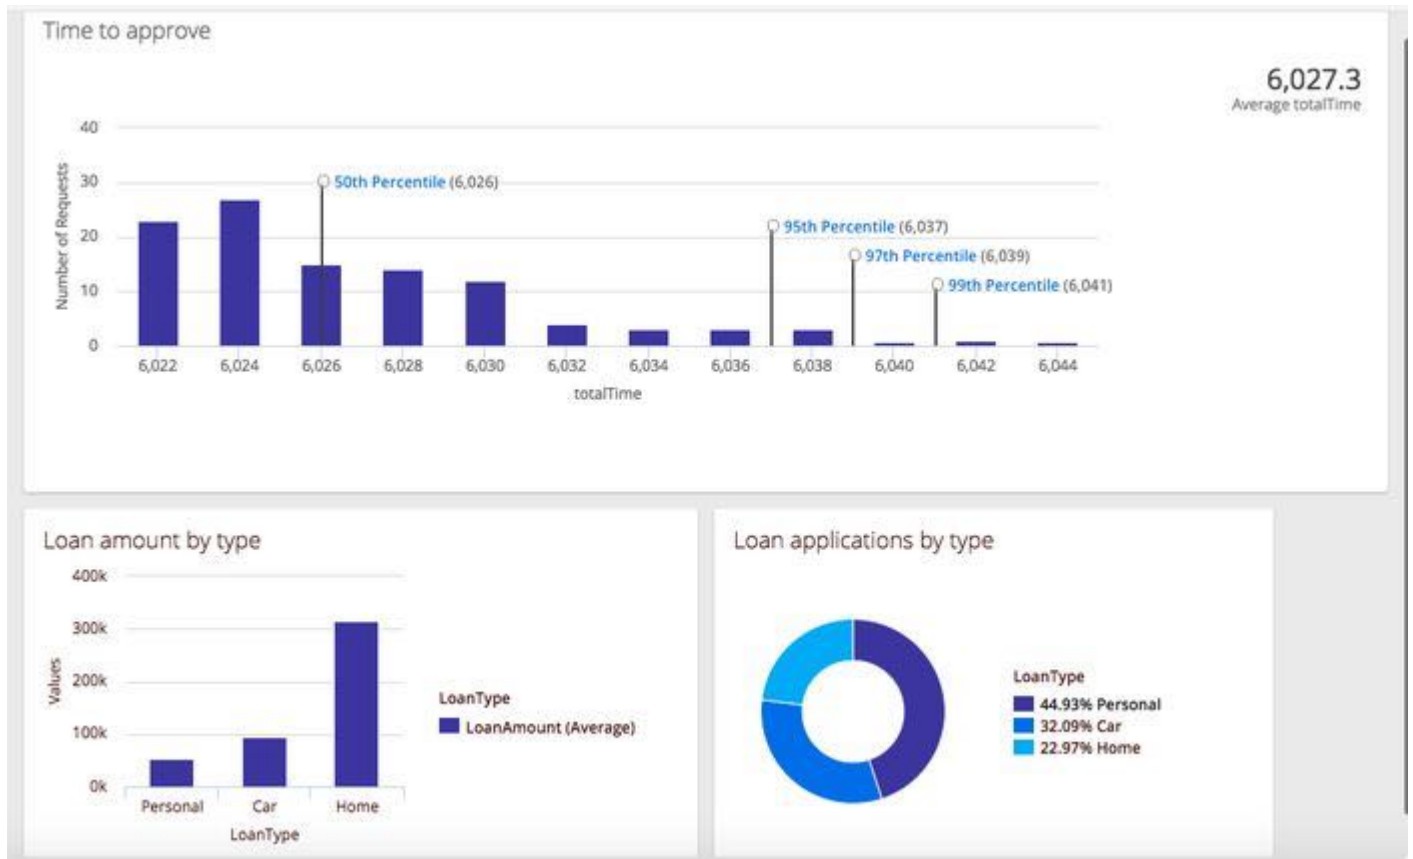 Time to approve
6,027.3
Average totalTime
40
30
20
10
0
Number of Requests
50th Percentile (6,026)
95th Percentile (6,037)
97th Percentile (6,039)
99th Percentile (6,041)
6,022 6,024 6,026 6,028 6,030 6,032 6,034 6,036 6,038 6,040 6,042 6,044
totalTime
Loan amount by type
400k
300k
200k
100k
0k
Values
Personal Car Home
LoanType
LoanType
LoanAmount (Average)
Loan applications by type
LoanType
44.93% Personal
32.09% Car
22.97% Home